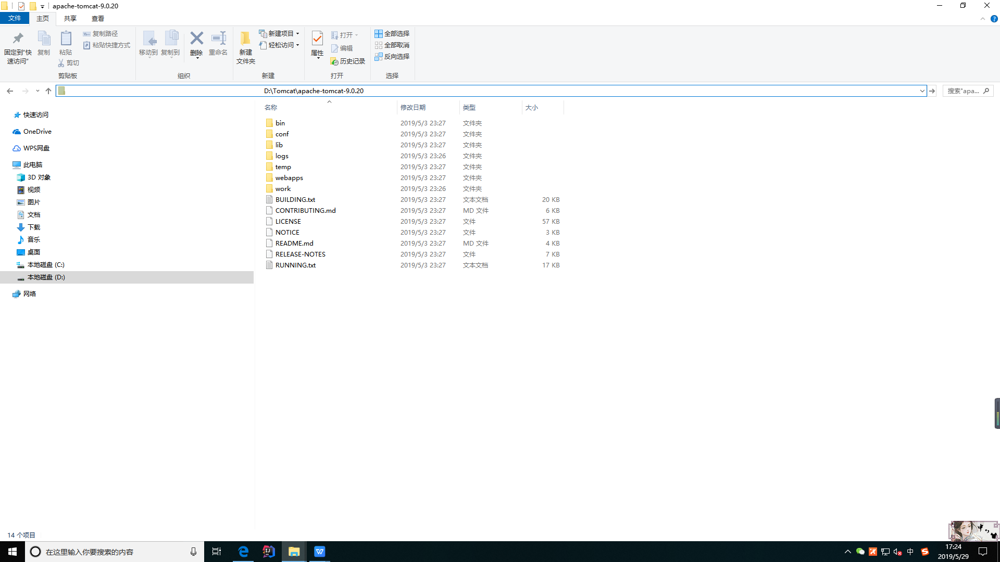 apache-tomcat-9.0.20
文件 主页 共享 查看
固定到"快速访问"
复制
粘贴
复制路径
粘贴快捷方式
剪切
剪贴板
移动到
复制到
删除
重命名
组织
新建文件夹
新建项目
轻松访问
新建
属性
打开
编辑
历史记录
打开
全部选择
全部取消
反向选择
选择
D:\Tomcat\apache-tomcat-9.0.20
搜索"apa...
快速访问
OneDrive
WPS网盘
此电脑
3D 对象
视频
图片
文档
下载
音乐
桌面
本地磁盘 (C:)
本地磁盘 (D:)
网络
名称 修改日期 类型 大小
bin 2019/5/3 23:27 文件夹
conf 2019/5/3 23:27 文件夹
lib 2019/5/3 23:27 文件夹
logs 2019/5/3 23:26 文件夹
temp 2019/5/3 23:27 文件夹
webapps 2019/5/3 23:27 文件夹
work 2019/5/3 23:26 文件夹
BUILDING.txt 2019/5/3 23:27 文本文档 20 KB
CONTRIBUTING.md 2019/5/3 23:27 MD 文件 6 KB
LICENSE 2019/5/3 23:27 文件 57 KB
NOTICE 2019/5/3 23:27 文件 3 KB
README.md 2019/5/3 23:27 MD 文件 4 KB
RELEASE-NOTES 2019/5/3 23:27 文件 7 KB
RUNNING.txt 2019/5/3 23:27 文本文档 17 KB
14 个项目
中
在这里输入你要搜索的内容
中
17:24
2019/5/29